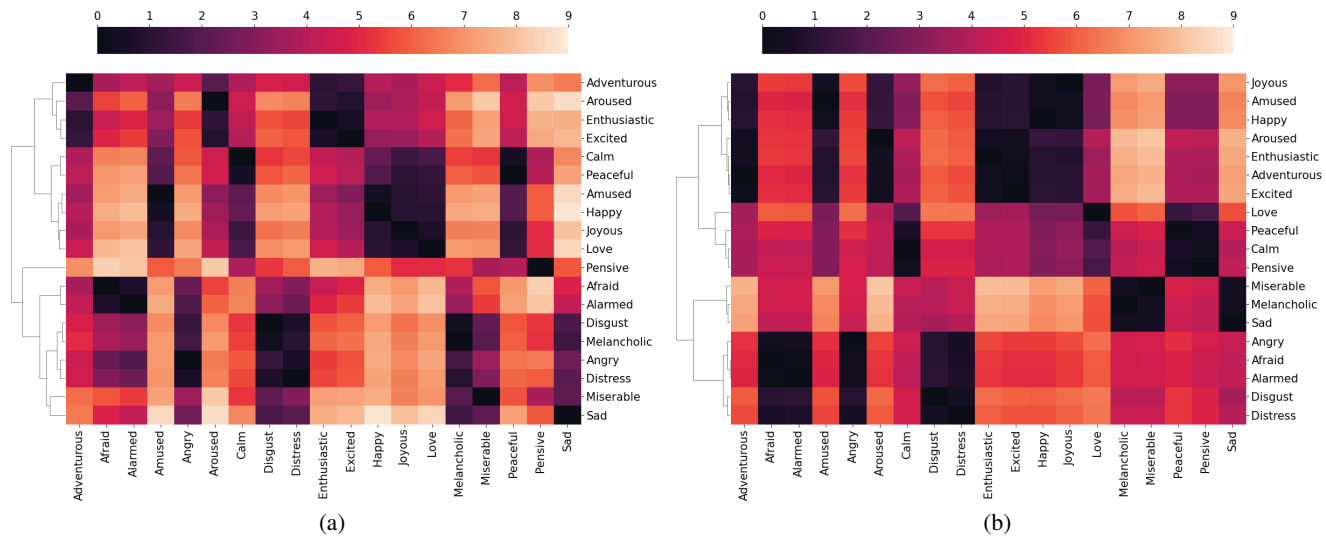 0 1 2 3 4 5 6 7 8 9
Adventurous
Aroused
Enthusiastic
Excited
Calm
Peaceful
Amused
Happy
Joyous
Love
Pensive
Afraid
Alarmed
Disgust
Melancholic
Angry
Distress
Miserable
Sad
Adventurous Afraid Alarmed Amused Angry Aroused Calm Disgust Distress Enthusiastic Excited Happy Joyous Love Melancholic Miserable Peaceful Pensive Sad
(a)
0 1 2 3 4 5 6 7 8 9
Joyous
Amused
Happy
Aroused
Enthusiastic
Adventurous
Excited
Love
Peaceful
Calm
Pensive
Miserable
Melancholic
Sad
Angry
Afraid
Alarmed
Disgust
Distress
Adventurous Afraid Alarmed Amused Angry Aroused Calm Disgust Distress Enthusiastic Excited Happy Joyous Love Melancholic Miserable Peaceful Pensive Sad
(b)